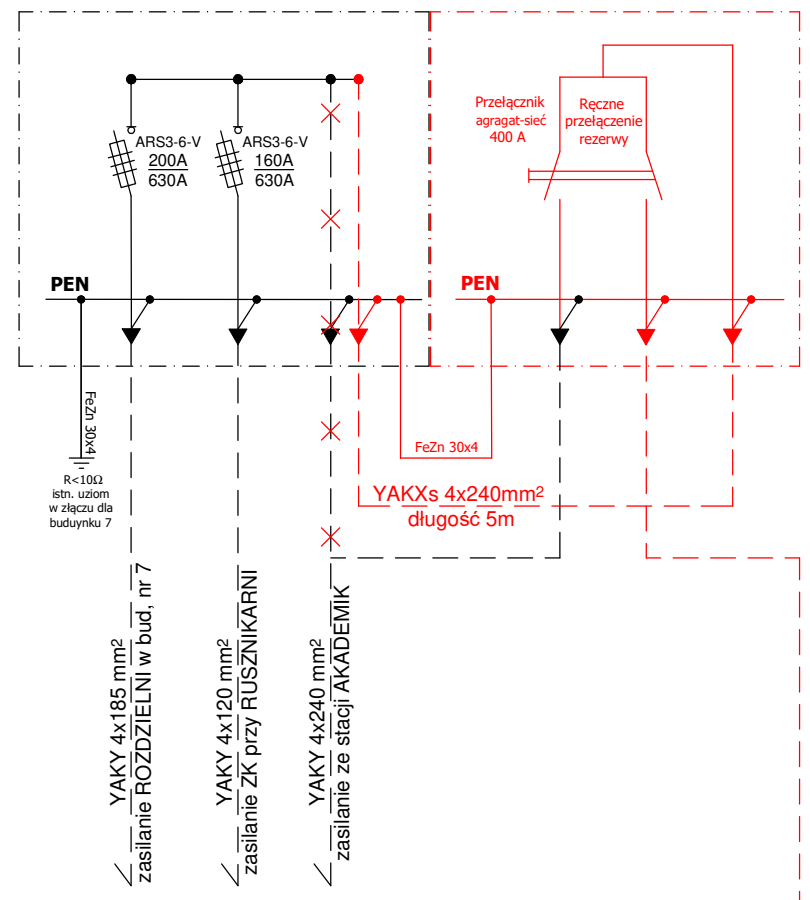 ARS3-6-V
200A
630A
ARS3-6-V
160A
630A
Przełącznik
agragat-sieć
400 A
Ręczne
przełączenie
rezerwy
PEN
PEN
FeZn 30x4
R<10Ω
istn. uziom
w złączu dla
buduynku 7
FeZn 30x4
YAKXs 4x240mm²
długość 5m
YAKY 4x185 mm²
zasilanie ROZDZIELNI w bud, nr 7
YAKY 4x120 mm²
zasilanie ZK przy RUSZNIKARNI
YAKY 4x240 mm²
zasilanie ze stacji AKADEMIK